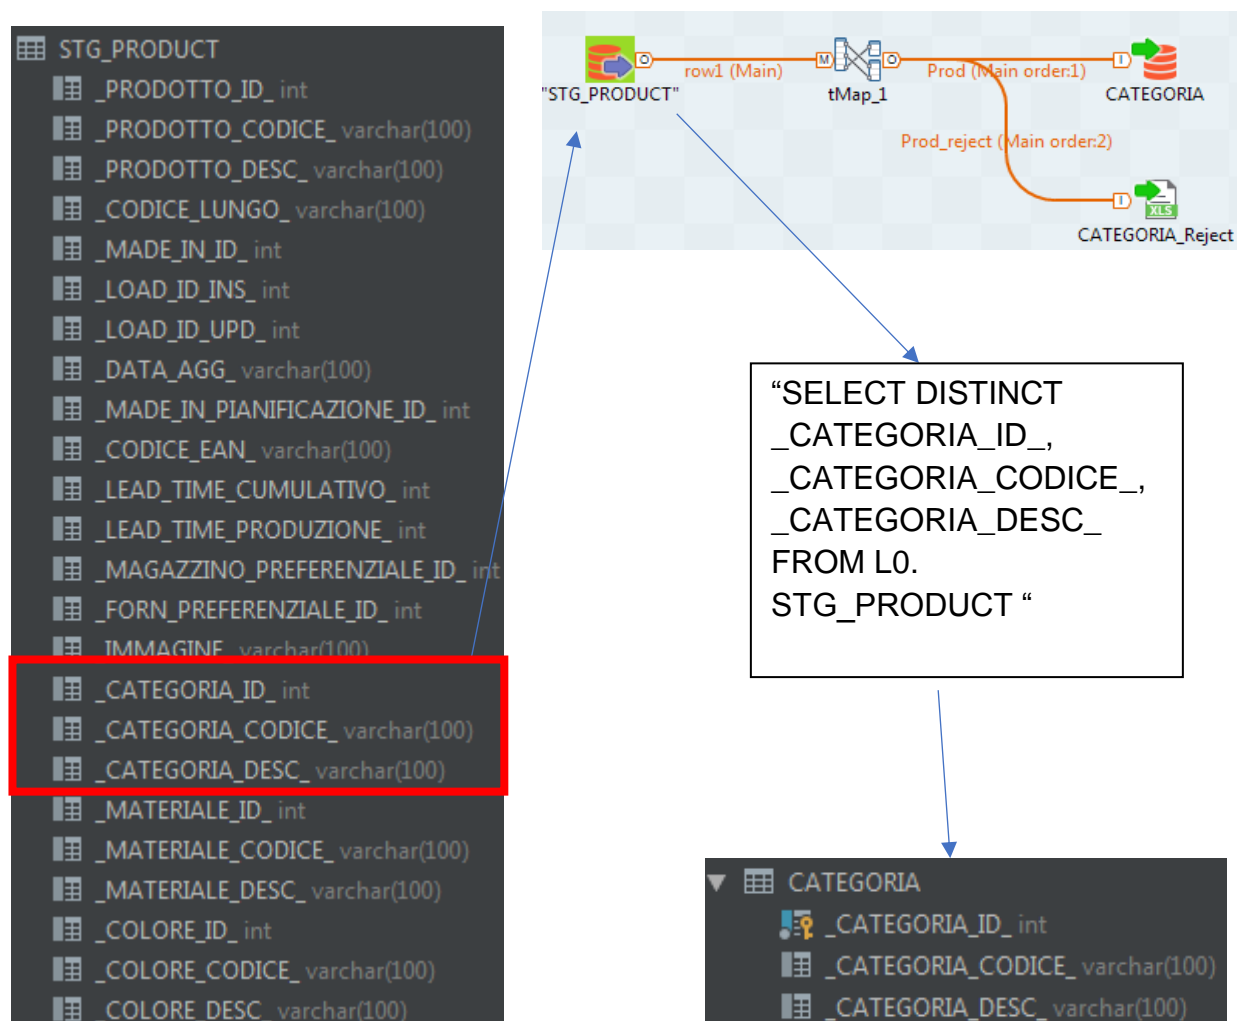 STG_PRODUCT
_PRODOTTO_ID_ int
_PRODOTTO_CODICE_ varchar(100)
_PRODOTTO_DESC_ varchar(100)
_CODICE_LUNGO_ varchar(100)
_MADE_IN_ID_ int
_LOAD_ID_INS_ int
_LOAD_ID_UPD_ int
_DATA_AGG_ varchar(100)
_MADE_IN_PIANIFICAZIONE_ID_ int
_CODICE_EAN_ varchar(100)
_LEAD_TIME_CUMULATIVO_ int
_LEAD_TIME_PRODUZIONE_ int
_MAGAZZINO_PREFERENZIALE_ID_ int
_FORN_PREFERENZIALE_ID_ int
_IMMAGINE_ varchar(100)
_CATEGORIA_ID_ int
_CATEGORIA_CODICE_ varchar(100)
_CATEGORIA_DESC_ varchar(100)
_MATERIALE_ID_ int
_MATERIALE_CODICE_ varchar(100)
_MATERIALE_DESC_ varchar(100)
_COLORE_ID_ int
_COLORE_CODICE_ varchar(100)
_COLORE_DESC_ varchar(100)
O
row1 (Main)
M
O
Prod (Main order:1)
I
"STG_PRODUCT"
tMap_1
CATEGORIA
Prod_reject (Main order:2)
I
XLS
CATEGORIA_Reject
“SELECT DISTINCT
_CATEGORIA_ID_,
_CATEGORIA_CODICE_,
_CATEGORIA_DESC_
FROM L0.
STG_PRODUCT “
CATEGORIA
_CATEGORIA_ID_ int
_CATEGORIA_CODICE_ varchar(100)
_CATEGORIA_DESC_ varchar(100)